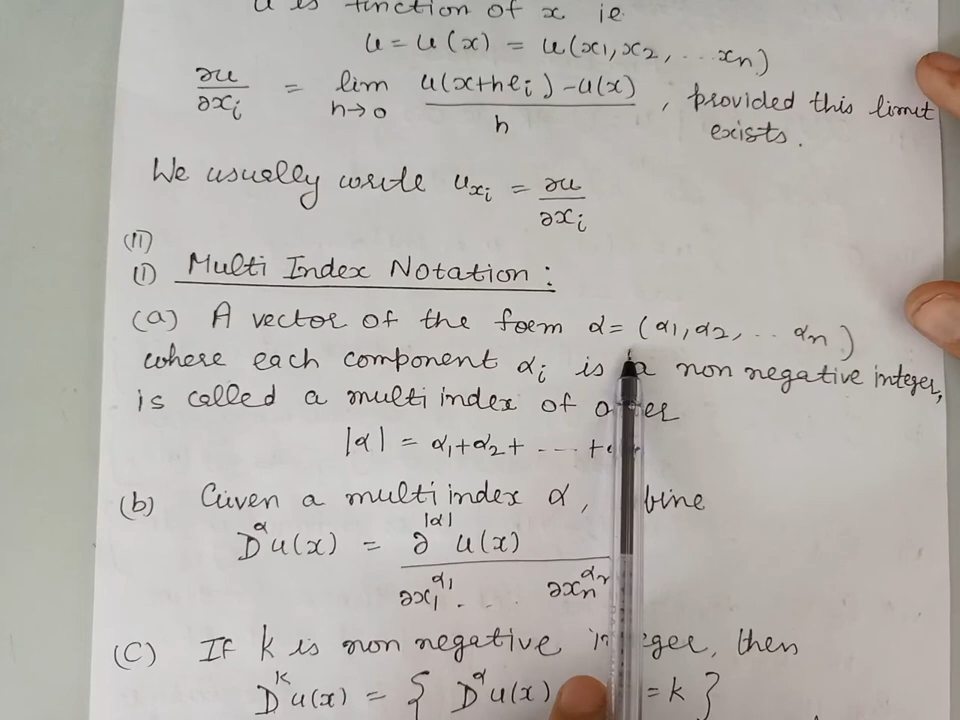 u is function of x ie
u = u(x) = u(x1, x2, ... xn)
∂u/∂xi = lim h→0 u(x+hei) - u(x) / h , provided this limit
exists.
We usually write uxi = ∂u/∂xi
(II)
(1) Multi Index Notation :
(a) A vector of the form α = (α1, α2, ... αn)
where each component αi is a non negative integer,
is called a multi index of
|α| = α1 + α2 + ... +
(b) Given a multi index α,
D^α u(x) = ∂^|α| u(x) / ∂x1^α1 ... ∂xn^αn
(c) If k is non negative then
D^k u(x) = { D^α u(x) = k }